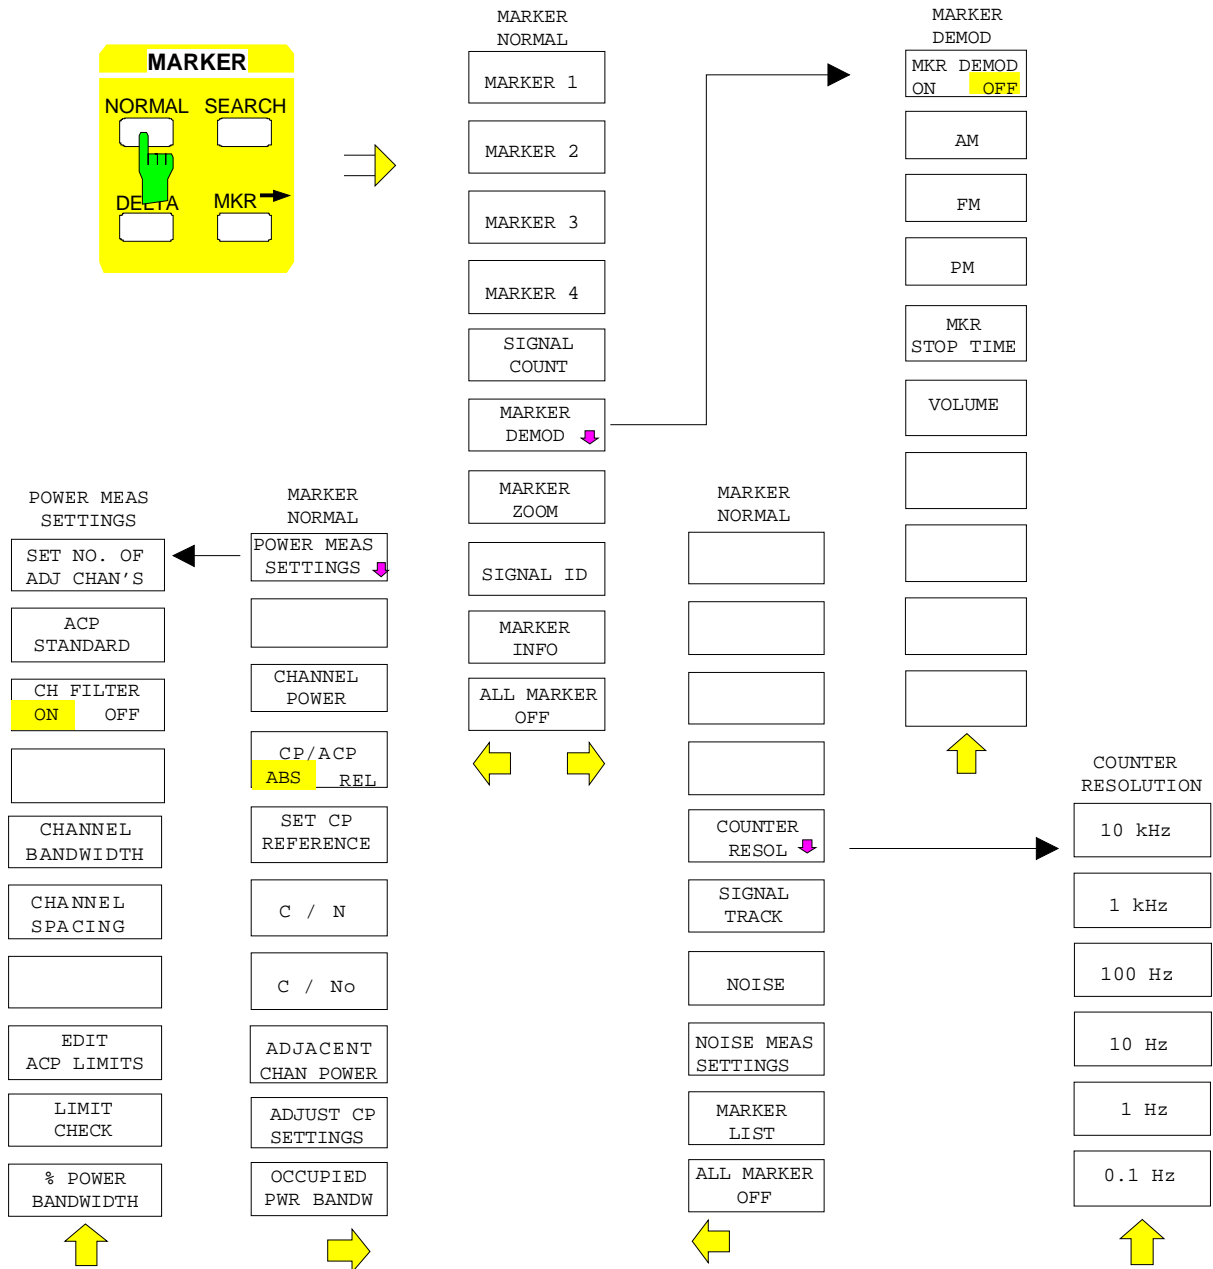 MARKER
NORMAL SEARCH
DELTA MKR
MARKER
NORMAL
MARKER 1
MARKER 2
MARKER 3
MARKER 4
SIGNAL
COUNT
MARKER
DEMOD
MARKER
ZOOM
SIGNAL ID
MARKER
INFO
ALL MARKER
OFF
MARKER
DEMOD
MKR DEMOD
ON OFF
AM
FM
PM
MKR
STOP TIME
VOLUME
POWER MEAS
SETTINGS
SET NO. OF
ADJ CHAN'S
ACP
STANDARD
CH FILTER
ON OFF
CHANNEL
BANDWIDTH
CHANNEL
SPACING
EDIT
ACP LIMITS
LIMIT
CHECK
% POWER
BANDWIDTH
MARKER
NORMAL
POWER MEAS
SETTINGS
CHANNEL
POWER
CP/ACP
ABS REL
SET CP
REFERENCE
C / N
C / No
ADJACENT
CHAN POWER
ADJUST CP
SETTINGS
OCCUPIED
PWR BANDW
MARKER
NORMAL
COUNTER
RESOL
SIGNAL
TRACK
NOISE
NOISE MEAS
SETTINGS
MARKER
LIST
ALL MARKER
OFF
COUNTER
RESOLUTION
10 kHz
1 kHz
100 Hz
10 Hz
1 Hz
0.1 Hz